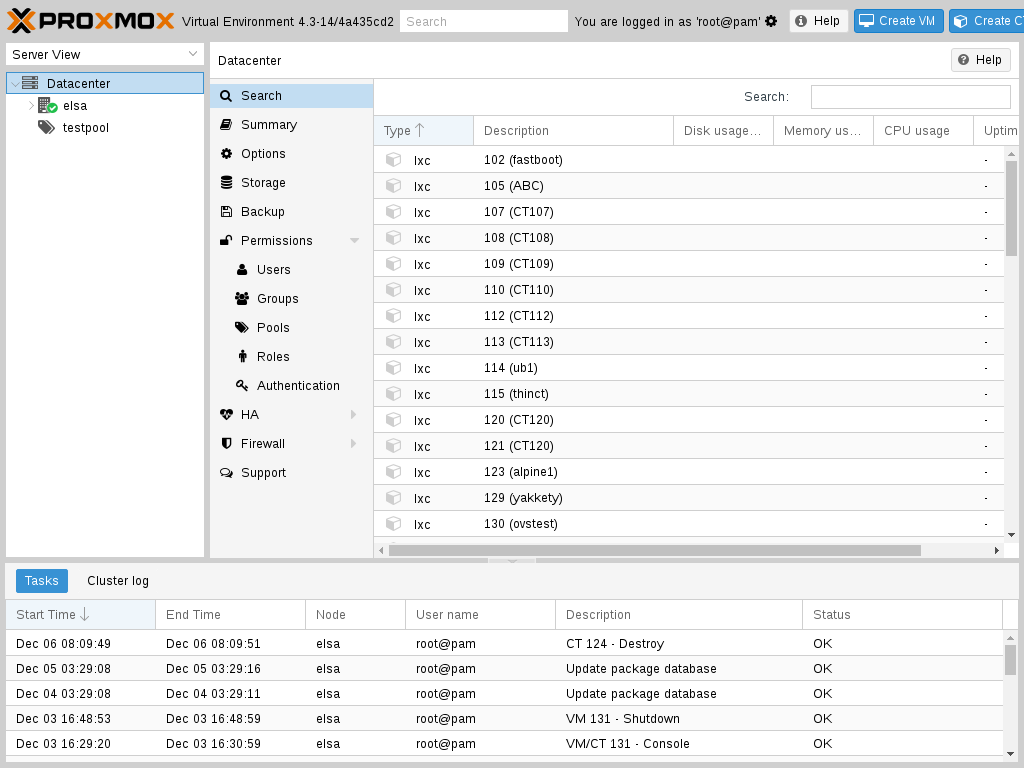 PROXMOX Virtual Environment 4.3-14/4a435cd2 Search You are logged in as 'root@pam' Help Create VM Create CT
Server View
Datacenter
elsa
testpool
Datacenter Help
Search
Summary
Options
Storage
Backup
Permissions
Users
Groups
Pools
Roles
Authentication
HA
Firewall
Support
Search:
Type Description Disk usage... Memory us... CPU usage Uptim
lxc 102 (fastboot) -
lxc 105 (ABC) -
lxc 107 (CT107) -
lxc 108 (CT108) -
lxc 109 (CT109) -
lxc 110 (CT110) -
lxc 112 (CT112) -
lxc 113 (CT113) -
lxc 114 (ub1) -
lxc 115 (thinct) -
lxc 120 (CT120) -
lxc 121 (CT120) -
lxc 123 (alpine1) -
lxc 129 (yakkety) -
lxc 130 (ovstest) -
Tasks Cluster log
Start Time End Time Node User name Description Status
Dec 06 08:09:49 Dec 06 08:09:51 elsa root@pam CT 124 - Destroy OK
Dec 05 03:29:08 Dec 05 03:29:16 elsa root@pam Update package database OK
Dec 04 03:29:08 Dec 04 03:29:11 elsa root@pam Update package database OK
Dec 03 16:48:53 Dec 03 16:48:59 elsa root@pam VM 131 - Shutdown OK
Dec 03 16:29:20 Dec 03 16:30:59 elsa root@pam VM/CT 131 - Console OK